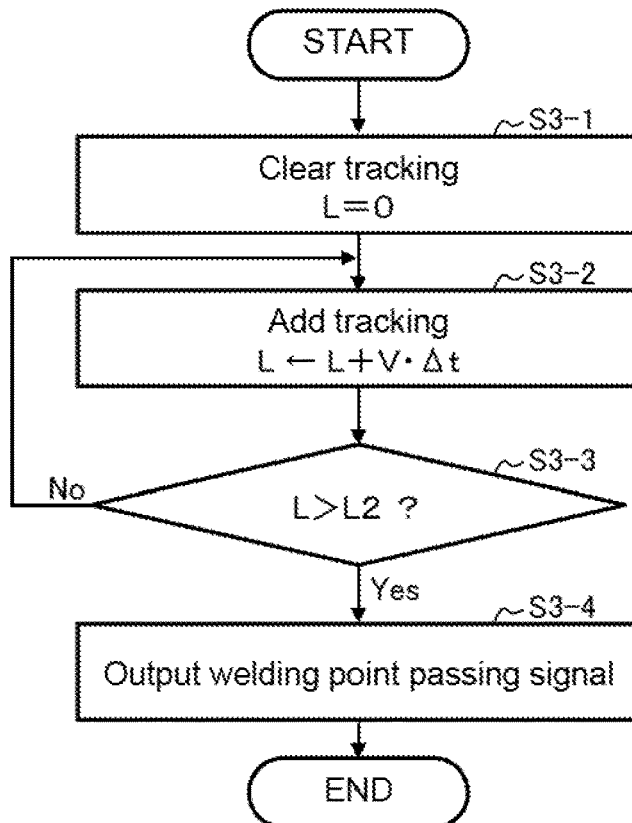 START
S3-1
Clear tracking
L=0
S3-2
Add tracking
L ← L+V・Δt
S3-3
L>L2 ?
No
Yes
S3-4
Output welding point passing signal
END